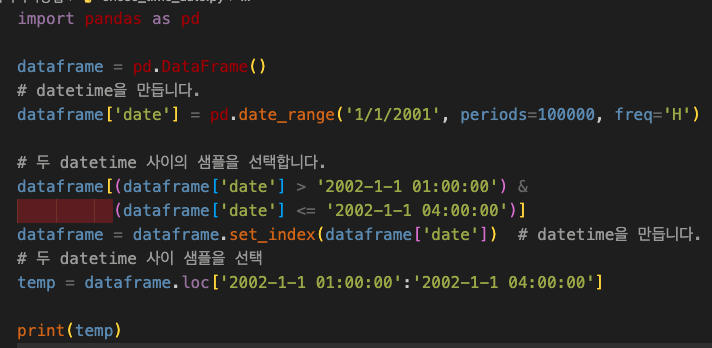 import pandas as pd
dataframe = pd.DataFrame()
# datetime을 만듭니다.
dataframe['date'] = pd.date_range('1/1/2001', periods=100000, freq='H')
# 두 datetime 사이의 샘플을 선택합니다.
dataframe[(dataframe['date'] > '2002-1-1 01:00:00') &
(dataframe['date'] <= '2002-1-1 04:00:00')]
dataframe = dataframe.set_index(dataframe['date'])  # datetime을 만듭니다.
# 두 datetime 사이 샘플을 선택
temp = dataframe.loc['2002-1-1 01:00:00':'2002-1-1 04:00:00']
print(temp)